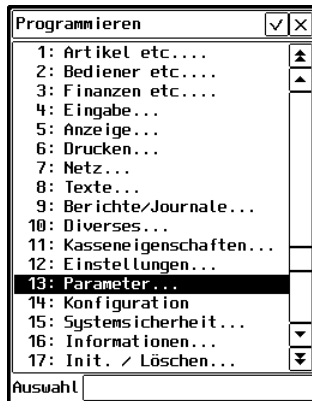 Programmieren
1: Artikel etc....
2: Bediener etc....
3: Finanzen etc....
4: Eingabe...
5: Anzeige...
6: Drucken...
7: Netz...
8: Texte...
9: Berichte/Journale...
10: Diverses...
11: Kasseneigenschaften...
12: Einstellungen...
13: Parameter...
14: Konfiguration
15: Systemsicherheit...
16: Informationen...
17: Init. / Löschen...
Auswahl